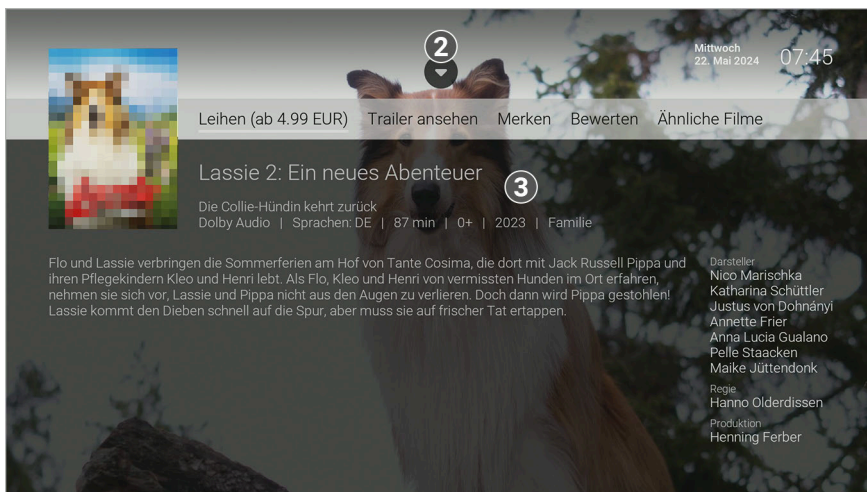 2
Mittwoch
22. Mai 2024
07:45
Leihen (ab 4.99 EUR) Trailer ansehen Merken Bewerten Ähnliche Filme
Lassie 2: Ein neues Abenteuer
3
Die Collie-Hündin kehrt zurück
Dolby Audio | Sprachen: DE | 87 min | 0+ | 2023 | Familie
Flo und Lassie verbringen die Sommerferien am Hof von Tante Cosima, die dort mit Jack Russell Pippa und
ihren Pflegekindern Kleo und Henri lebt. Als Flo, Kleo und Henri von vermissten Hunden im Ort erfahren,
nehmen sie sich vor, Lassie und Pippa nicht aus den Augen zu verlieren. Doch dann wird Pippa gestohlen!
Lassie kommt den Dieben schnell auf die Spur, aber muss sie auf frischer Tat ertappen.
Darsteller
Nico Marischka
Katharina Schüttler
Justus von Dohnányi
Annette Frier
Anna Lucia Gualano
Pelle Staacken
Maike Jüttendonk
Regie
Hanno Olderdissen
Produktion
Henning Ferber